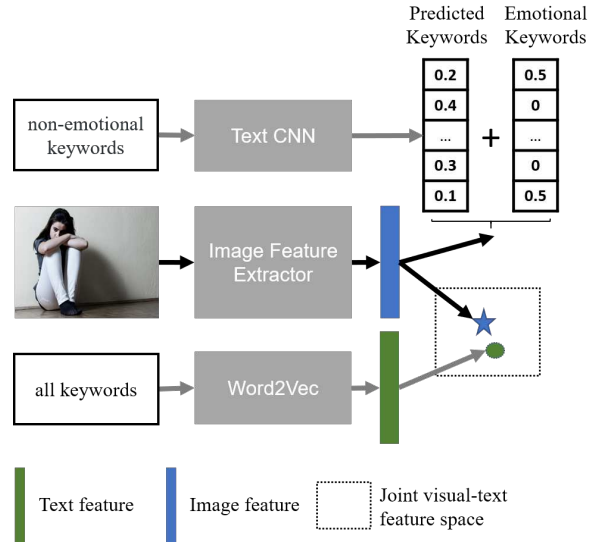 Predicted Keywords
Emotional Keywords
0.2
0.4
...
0.3
0.1
+
0.5
0
...
0
0.5
non-emotional
keywords
Text CNN
Image Feature
Extractor
all keywords
Word2Vec
Text feature
Image feature
Joint visual-text
feature space